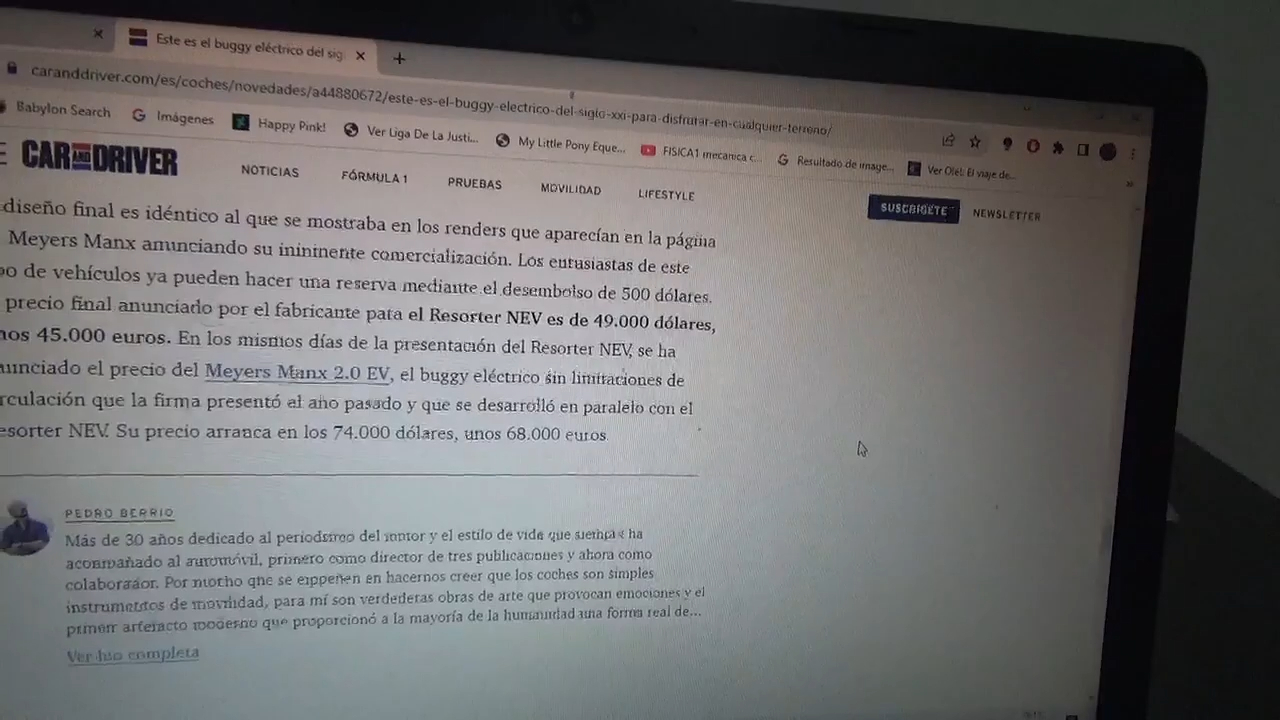 Este es el buggy eléctrico del sig
caranddriver.com/es/coches/novedades/a44880672/este-es-el-buggy-electrico-del-siglo-xxi-para-disfrutar-en-cualquier-terreno/
Babylon Search Imágenes Happy Pink! Ver Liga De La Justi... My Little Pony Eque... FISICA1 mecanica c... Resultado de image... Ver Olé! El viaje de...
CAR AND DRIVER NOTICIAS FÓRMULA 1 PRUEBAS MOVILIDAD LIFESTYLE SUSCRÍBETE NEWSLETTER
diseño final es idéntico al que se mostraba en los renders que aparecían en la página
Meyers Manx anunciando su inminente comercialización. Los entusiastas de este
po de vehículos ya pueden hacer una reserva mediante el desembolso de 500 dólares.
precio final anunciado por el fabricante para el Resorter NEV es de 49.000 dólares,
nos 45.000 euros. En los mismos días de la presentación del Resorter NEV, se ha
unciado el precio del Meyers Manx 2.0 EV, el buggy eléctrico sin limitaciones de
rculación que la firma presentó el año pasado y que se desarrolló en paralelo con el
esorter NEV. Su precio arranca en los 74.000 dólares, unos 68.000 euros.
PEDRO BERRIO
Más de 30 años dedicado al periodismo del motor y el estilo de vida que siempre ha
acompañado al automóvil, primero como director de tres publicaciones y ahora como
colaborador. Por mucho que se empeñen en hacernos creer que los coches son simples
instrumentos de movilidad, para mí son verdaderas obras de arte que provocan emociones y el
primer artefacto moderno que proporcionó a la mayoría de la humanidad una forma real de...
Ver bio completa